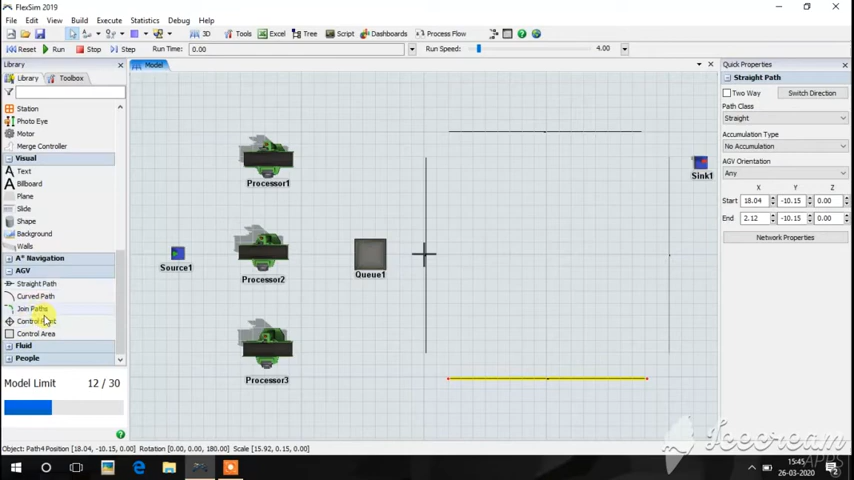 FlexSim 2019
File Edit View Build Execute Statistics Debug Help
3D Tools Excel Tree Script Dashboards Process Flow
Reset Run Stop Step Run Time: 0.00 Run Speed: 4.00
Library
Library Toolbox
Station
Photo Eye
Motor
Merge Controller
Visual
Text
Billboard
Plane
Slide
Shape
Background
Walls
A* Navigation
AGV
Straight Path
Curved Path
Join Paths
Control Point
Control Area
Fluid
People
Model Limit 12 / 30
Model
Processor1
Source1
Processor2
Queue1
Processor3
Sink1
Quick Properties
Straight Path
Two Way Switch Direction
Path Class
Straight
Accumulation Type
No Accumulation
AGV Orientation
Any
X Y Z
Start 18.04 -10.15 0.00
End 2.12 -10.15 0.00
Network Properties
Object: Path4 Position [18.04, -10.15, 0.00] Rotation [0.00, 0.00, 180.00] Scale [15.92, 0.15, 0.00]
Icecream
APPS
15:45
26-03-2020